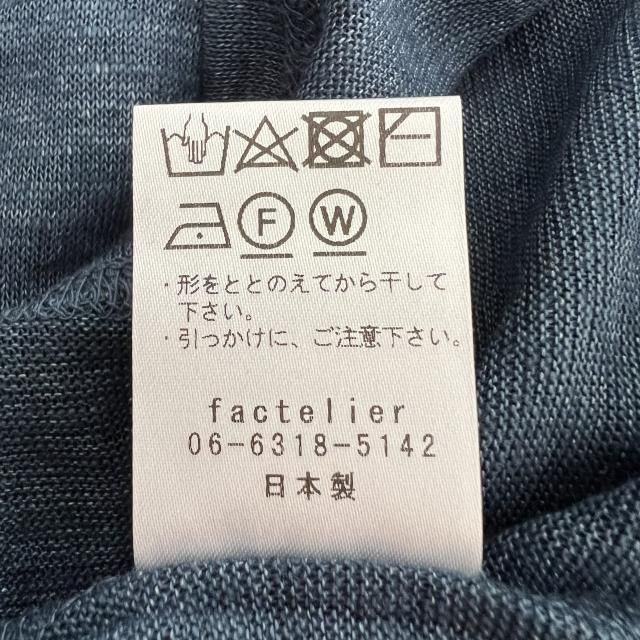 F W
・形をととのえてから干して
下さい。
・引っかけに、ご注意下さい。
factelier
06-6318-5142
日本製